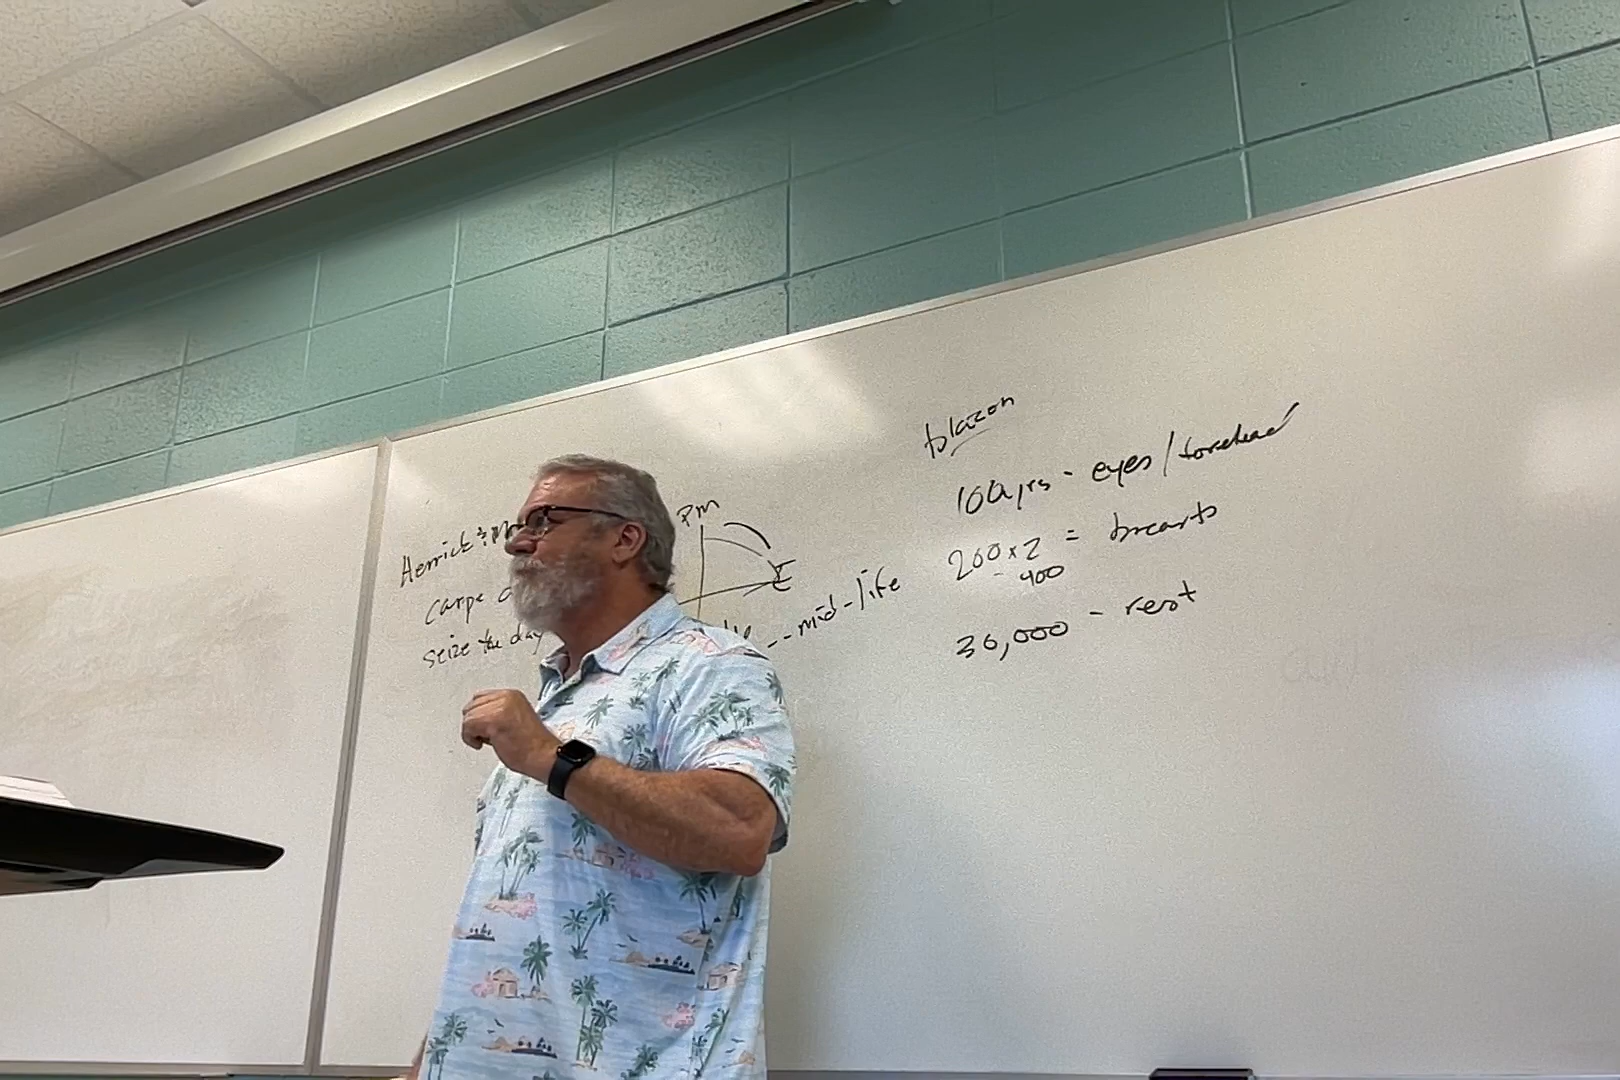 Herrick
carpe
seize the day
PM
E
mid-life
blazon
100 yrs - eyes / forehead
200 x 2 = breasts
- 400
30,000 - rest